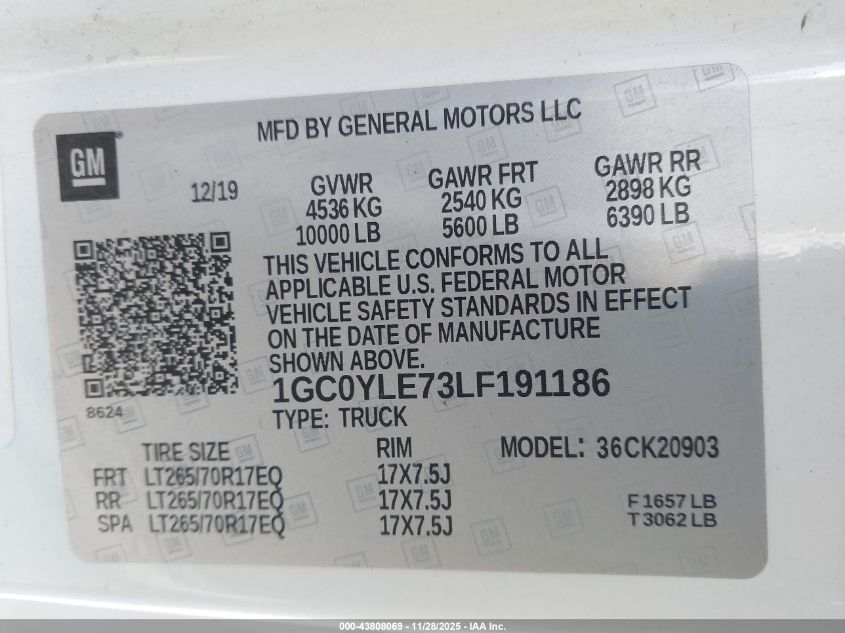 MFD BY GENERAL MOTORS LLC
GM
12/19
GVWR
4536 KG
10000 LB
GAWR FRT
2540 KG
5600 LB
GAWR RR
2898 KG
6390 LB
THIS VEHICLE CONFORMS TO ALL
APPLICABLE U.S. FEDERAL MOTOR
VEHICLE SAFETY STANDARDS IN EFFECT
ON THE DATE OF MANUFACTURE
SHOWN ABOVE.
1GC0YLE73LF191186
8624
TYPE: TRUCK
TIRE SIZE RIM MODEL: 36CK20903
FRT LT265/70R17EQ 17X7.5J
RR LT265/70R17EQ 17X7.5J F1657 LB
SPA LT265/70R17EQ 17X7.5J T3062 LB
000-43808069 - 11/28/2025 - IAA Inc.